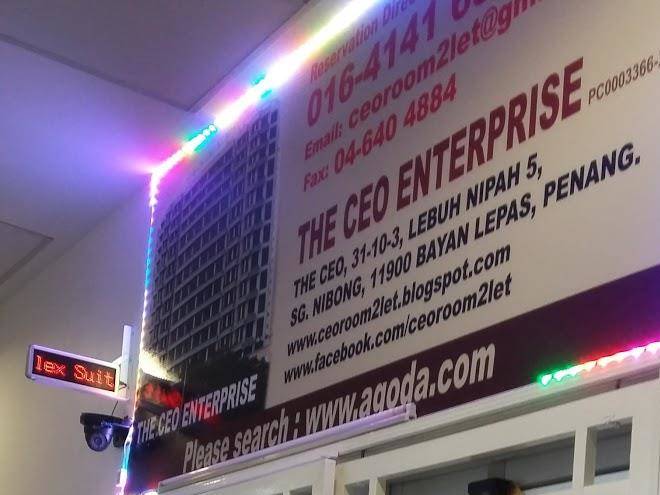 Reservation
016-4141
Email: ceoroom2let@gm
Fax: 04-640 4884
THE CEO ENTERPRISE PC0003366-
THE CEO, 31-10-3, LEBUH NIPAH 5,
SG. NIBONG, 11900 BAYAN LEPAS, PENANG.
www.ceoroom2let.blogspot.com
www.facebook.com/ceoroom2let
lex Suit
THE CEO ENTERPRISE
Please search : www.agoda.com